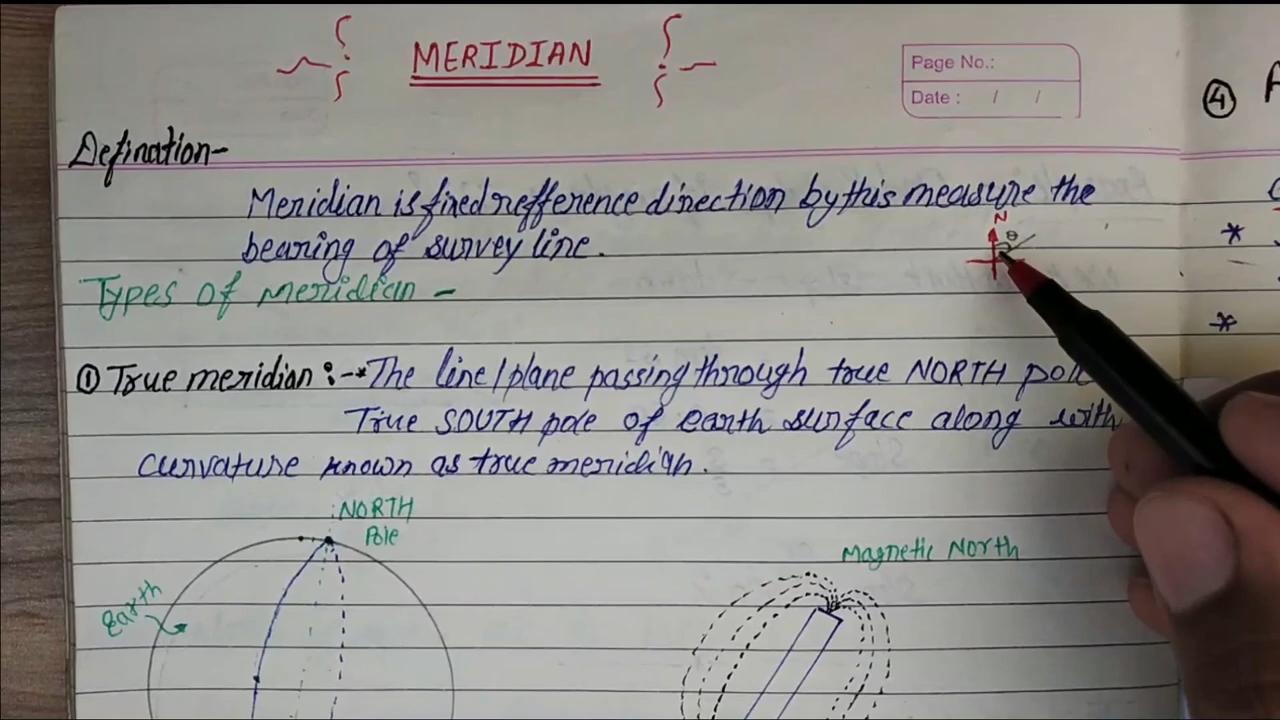 MERIDIAN
Page No.:
Date : / /
④
Defination-
Meridian is fixed refference direction by this measure the
N
θ
bearing of survey line.
Types of meridian -
*
*
① True meridian :-*The line/plane passing through true NORTH pole
True SOUTH pole of earth surface along with
curvature known as true meridian.
NORTH
Pole
Magnetic North
Earth